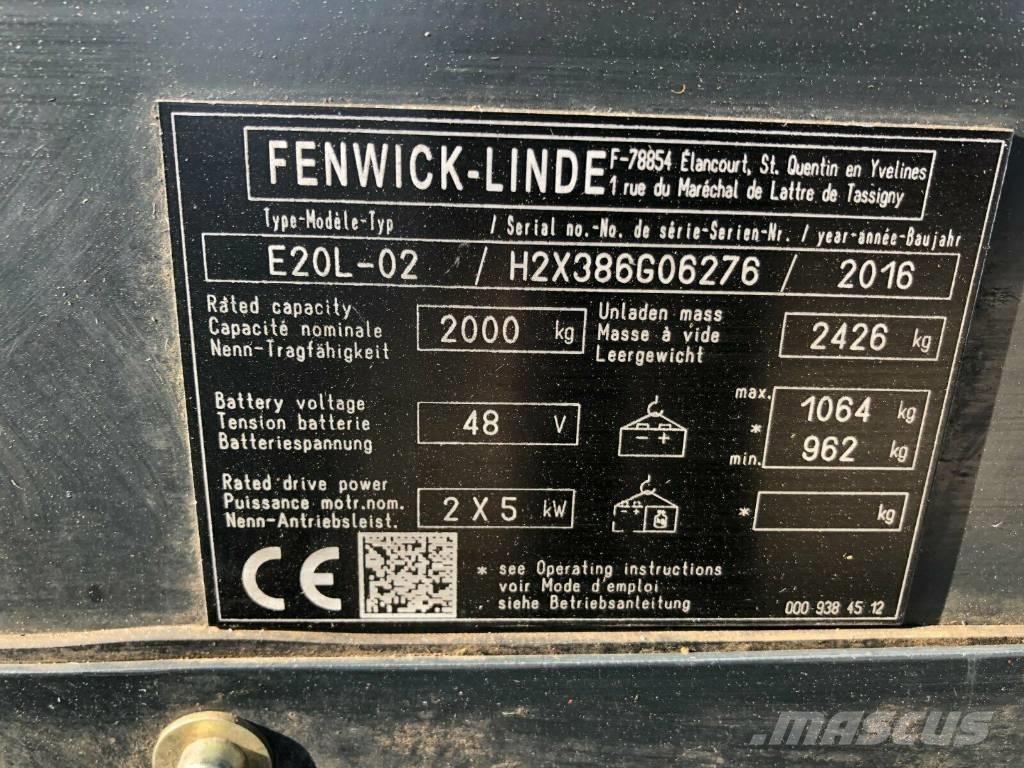 FENWICK-LINDE
F-78854 Élancourt, St. Quentin en Yvelines
1 rue du Maréchal de Lattre de Tassigny
Type-Modèle-Typ / Serial no.-No. de série-Serien-Nr. / year-année-Baujahr
E20L-02 / H2X386G06276 / 2016
Rated capacity
Capacité nominale
Nenn-Tragfähigkeit
2000 kg
Unladen mass
Masse à vide
Leergewicht
2426 kg
Battery voltage
Tension batterie
Batteriespannung
48 V
- +
max.
*
min.
1064 kg
962 kg
Rated drive power
Puissance motr.nom.
Nenn-Antriebsleist.
2 X 5 kW
- +
kg
* kg
CE
* see Operating instructions
voir Mode d'emploi
siehe Betriebsanleitung
000 938 45 12
MASCUS